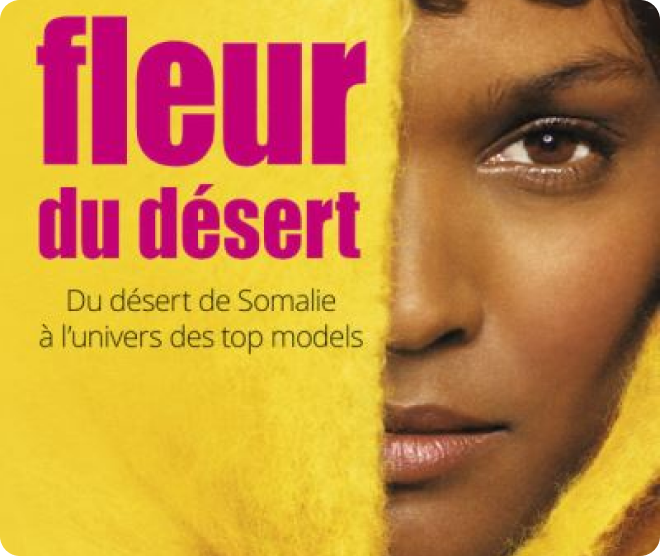 fleur
du désert
Du désert de Somalie
à l'univers des top models